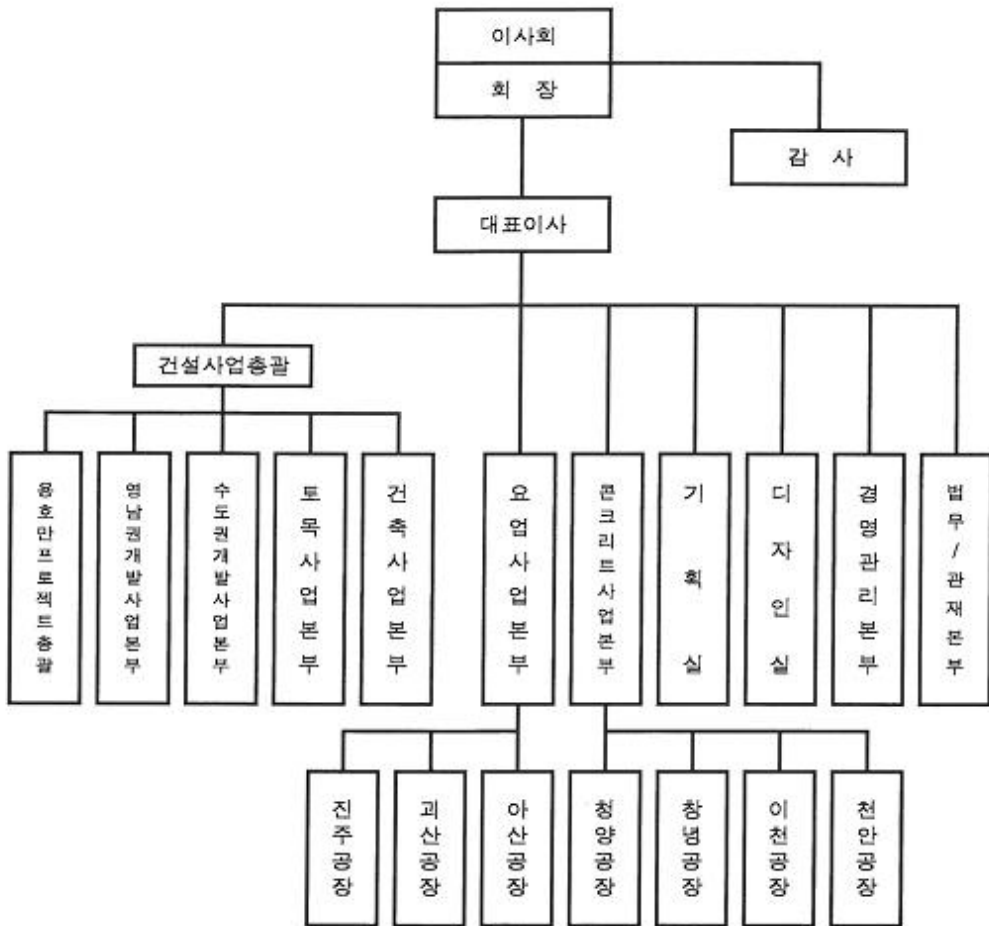 이사회
회 장
감 사
대표이사
건설사업총괄
용호만프로젝트총괄
영남권개발사업본부
수도권개발사업본부
토목사업본부
건축사업본부
요업사업본부
콘크리트사업본부
기획실
디자인실
경영관리본부
법무/관재본부
진주공장
괴산공장
아산공장
청양공장
창녕공장
이천공장
천안공장